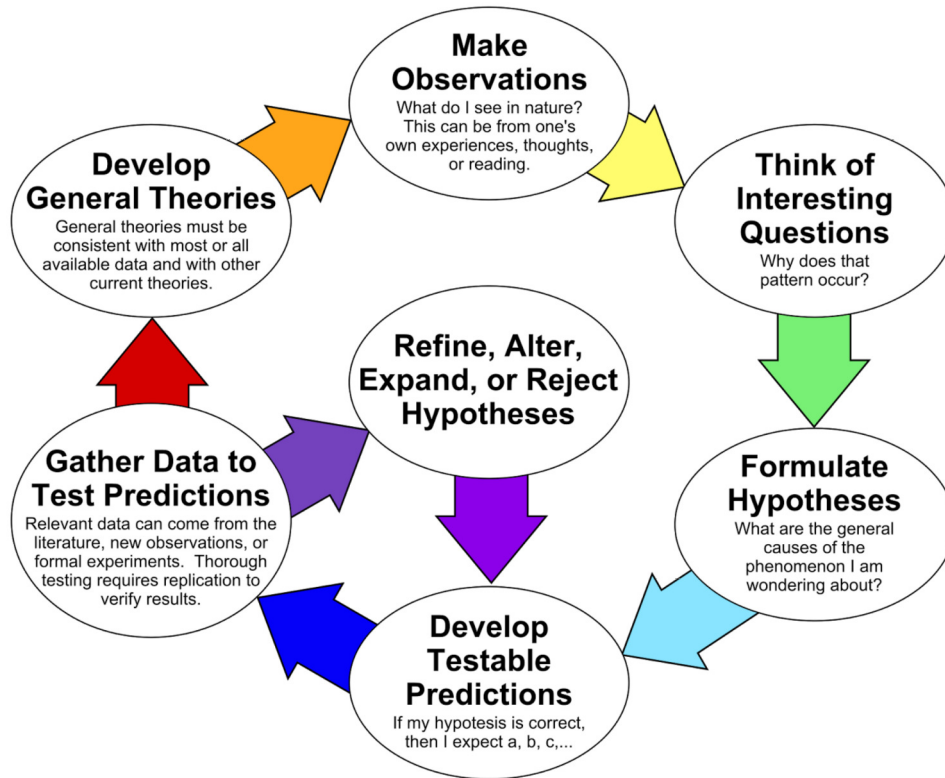 Make
Observations
What do I see in nature?
This can be from one's
own experiences, thoughts,
or reading.
Think of
Interesting
Questions
Why does that
pattern occur?
Formulate
Hypotheses
What are the general
causes of the
phenomenon I am
wondering about?
Develop
Testable
Predictions
If my hypotesis is correct,
then I expect a, b, c,...
Gather Data to
Test Predictions
Relevant data can come from the
literature, new observations, or
formal experiments.  Thorough
testing requires replication to
verify results.
Refine, Alter,
Expand, or Reject
Hypotheses
Develop
General Theories
General theories must be
consistent with most or all
available data and with other
current theories.